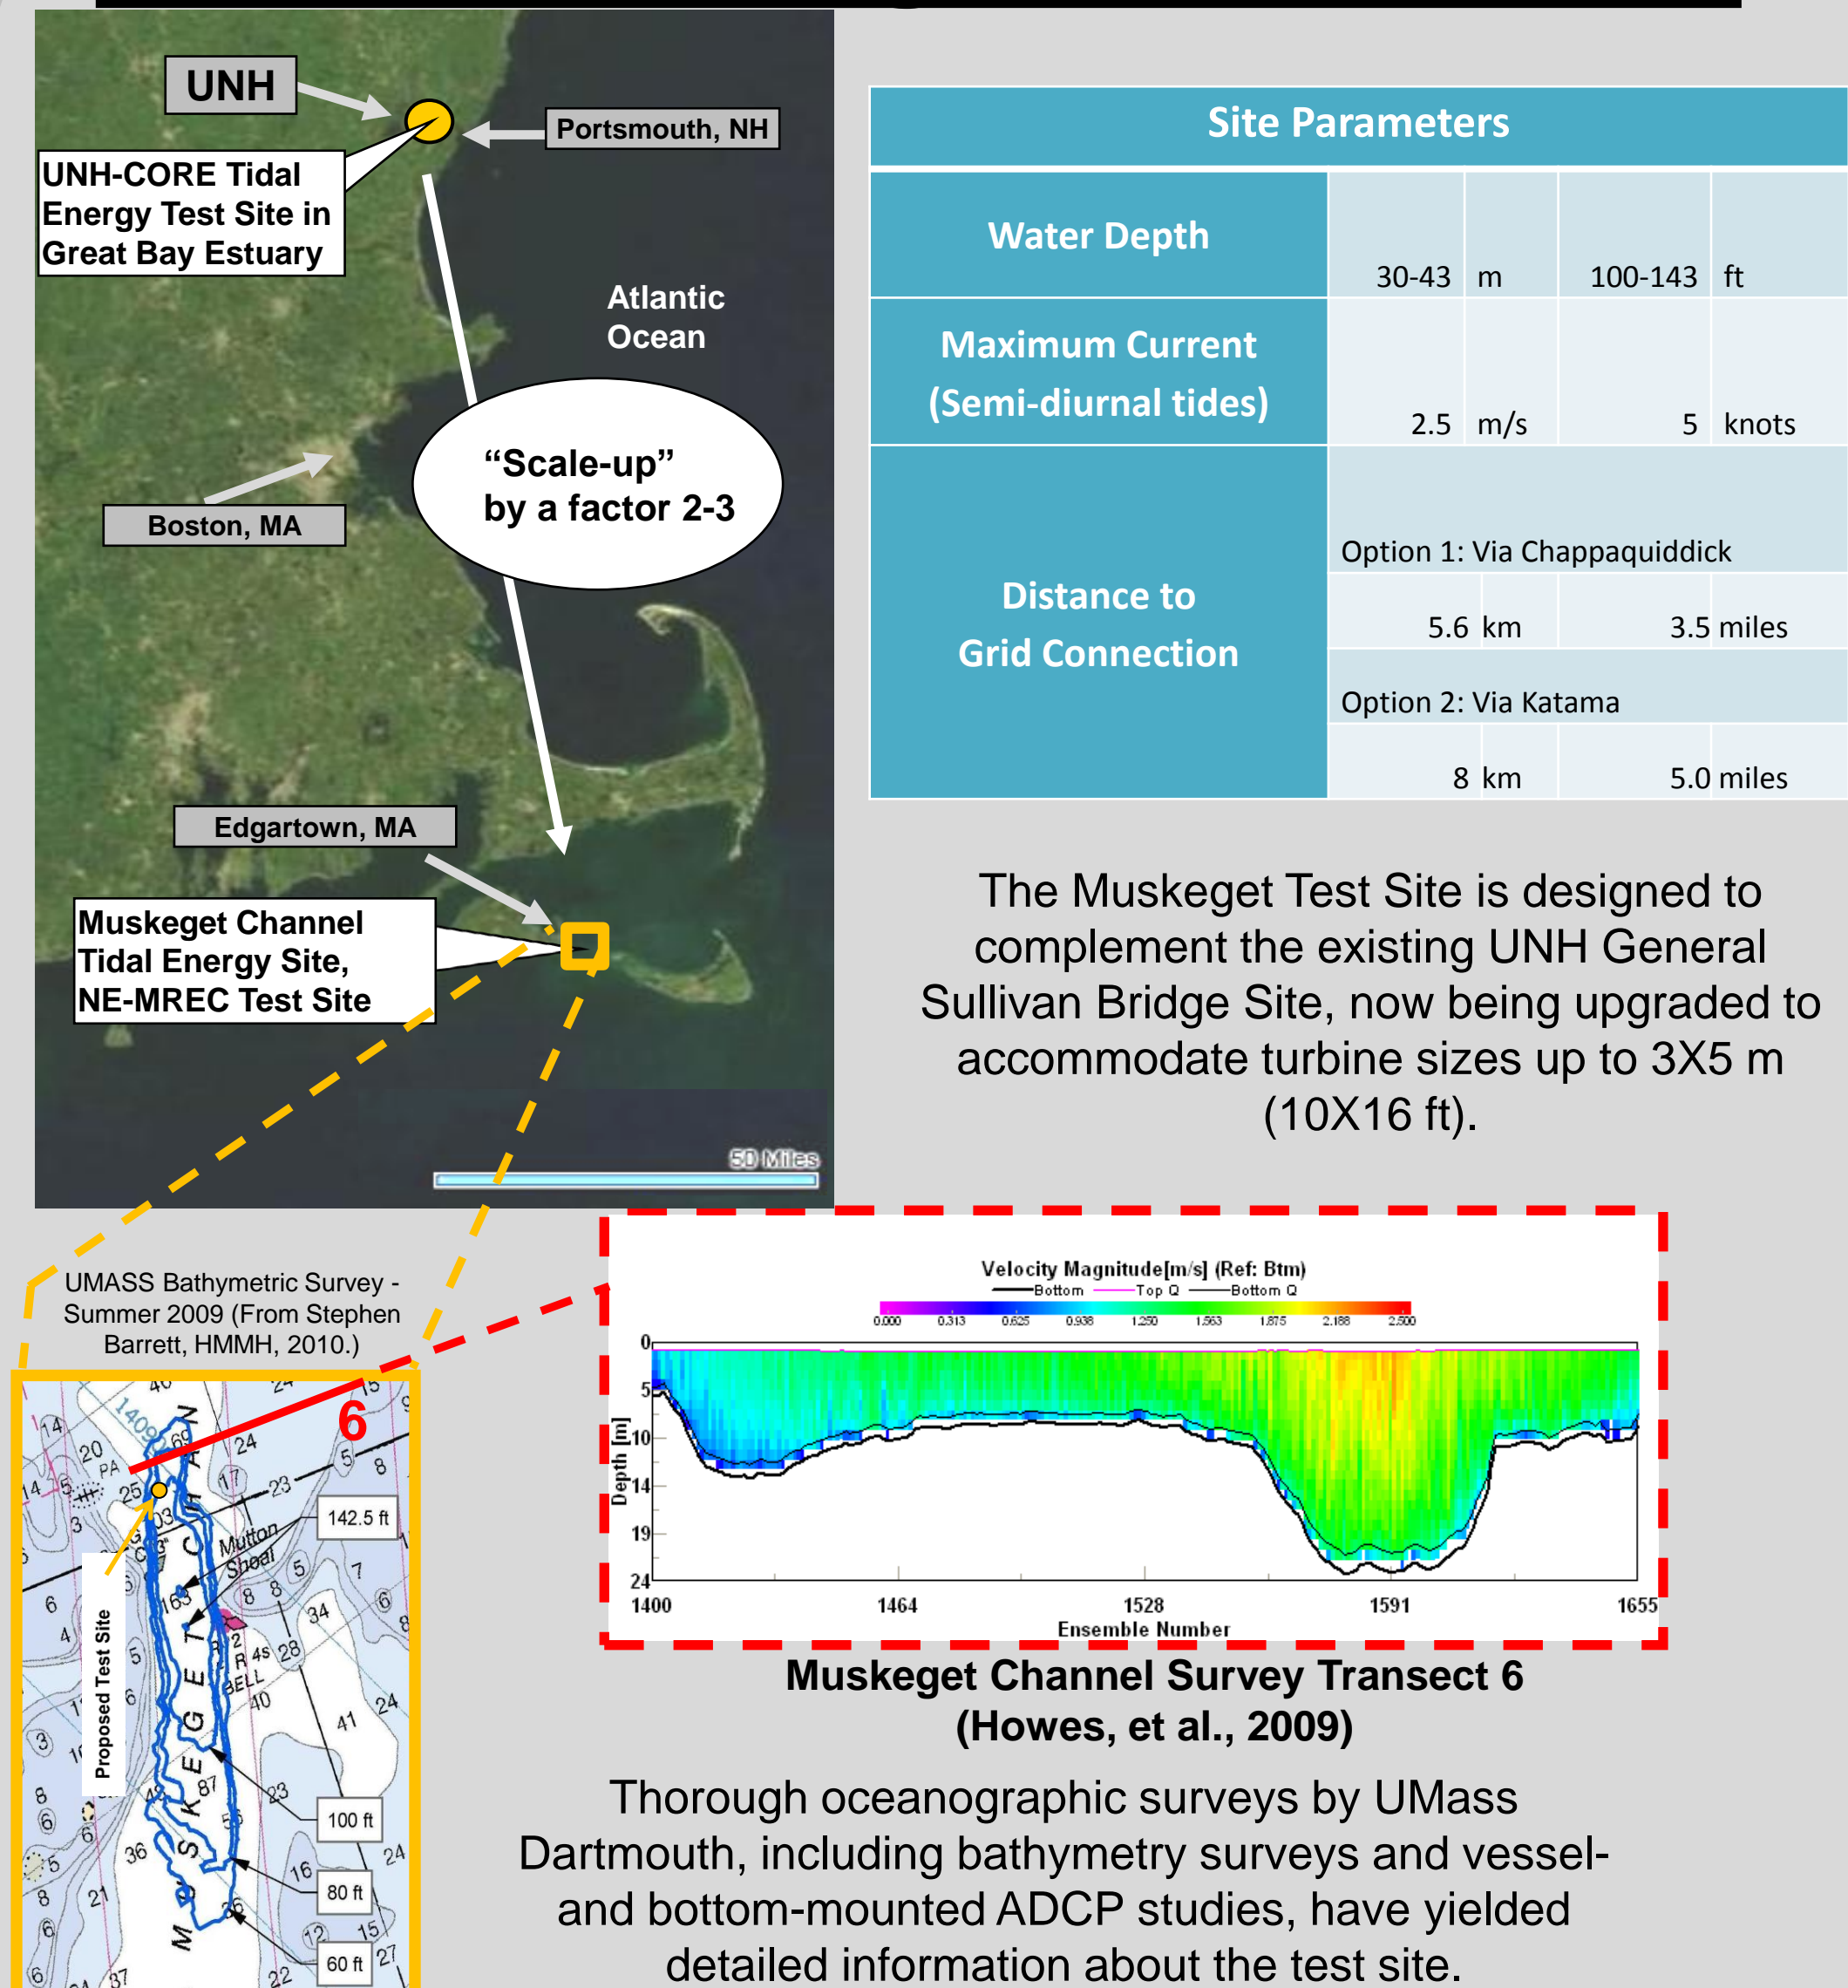 UNH
Portsmouth, NH
UNH-CORE Tidal
Energy Test Site in
Great Bay Estuary
Atlantic
Ocean
“Scale-up”
by a factor 2-3
Boston, MA
Edgartown, MA
Muskeget Channel
Tidal Energy Site,
NE-MREC Test Site
50 Miles
Site Parameters
Water Depth
30-43 m 100-143 ft
Maximum Current
(Semi-diurnal tides)
2.5 m/s 5 knots
Distance to
Grid Connection
Option 1: Via Chappaquiddick
5.6 km 3.5 miles
Option 2: Via Katama
8 km 5.0 miles
The Muskeget Test Site is designed to
complement the existing UNH General
Sullivan Bridge Site, now being upgraded to
accommodate turbine sizes up to 3X5 m
(10X16 ft).
UMASS Bathymetric Survey -
Summer 2009 (From Stephen
Barrett, HMMH, 2010.)
6
142.5 ft
Mutton
Shoal
Proposed Test Site
MUSKEGET CHAN
BELL
100 ft
80 ft
60 ft
Velocity Magnitude[m/s] (Ref: Btm)
Bottom Top Q Bottom Q
0.000 0.313 0.625 0.938 1.250 1.563 1.875 2.188 2.500
Depth [m]
0
5
10
14
19
24
1400 1464 1528 1591 1655
Ensemble Number
Muskeget Channel Survey Transect 6
(Howes, et al., 2009)
Thorough oceanographic surveys by UMass
Dartmouth, including bathymetry surveys and vessel-
and bottom-mounted ADCP studies, have yielded
detailed information about the test site.